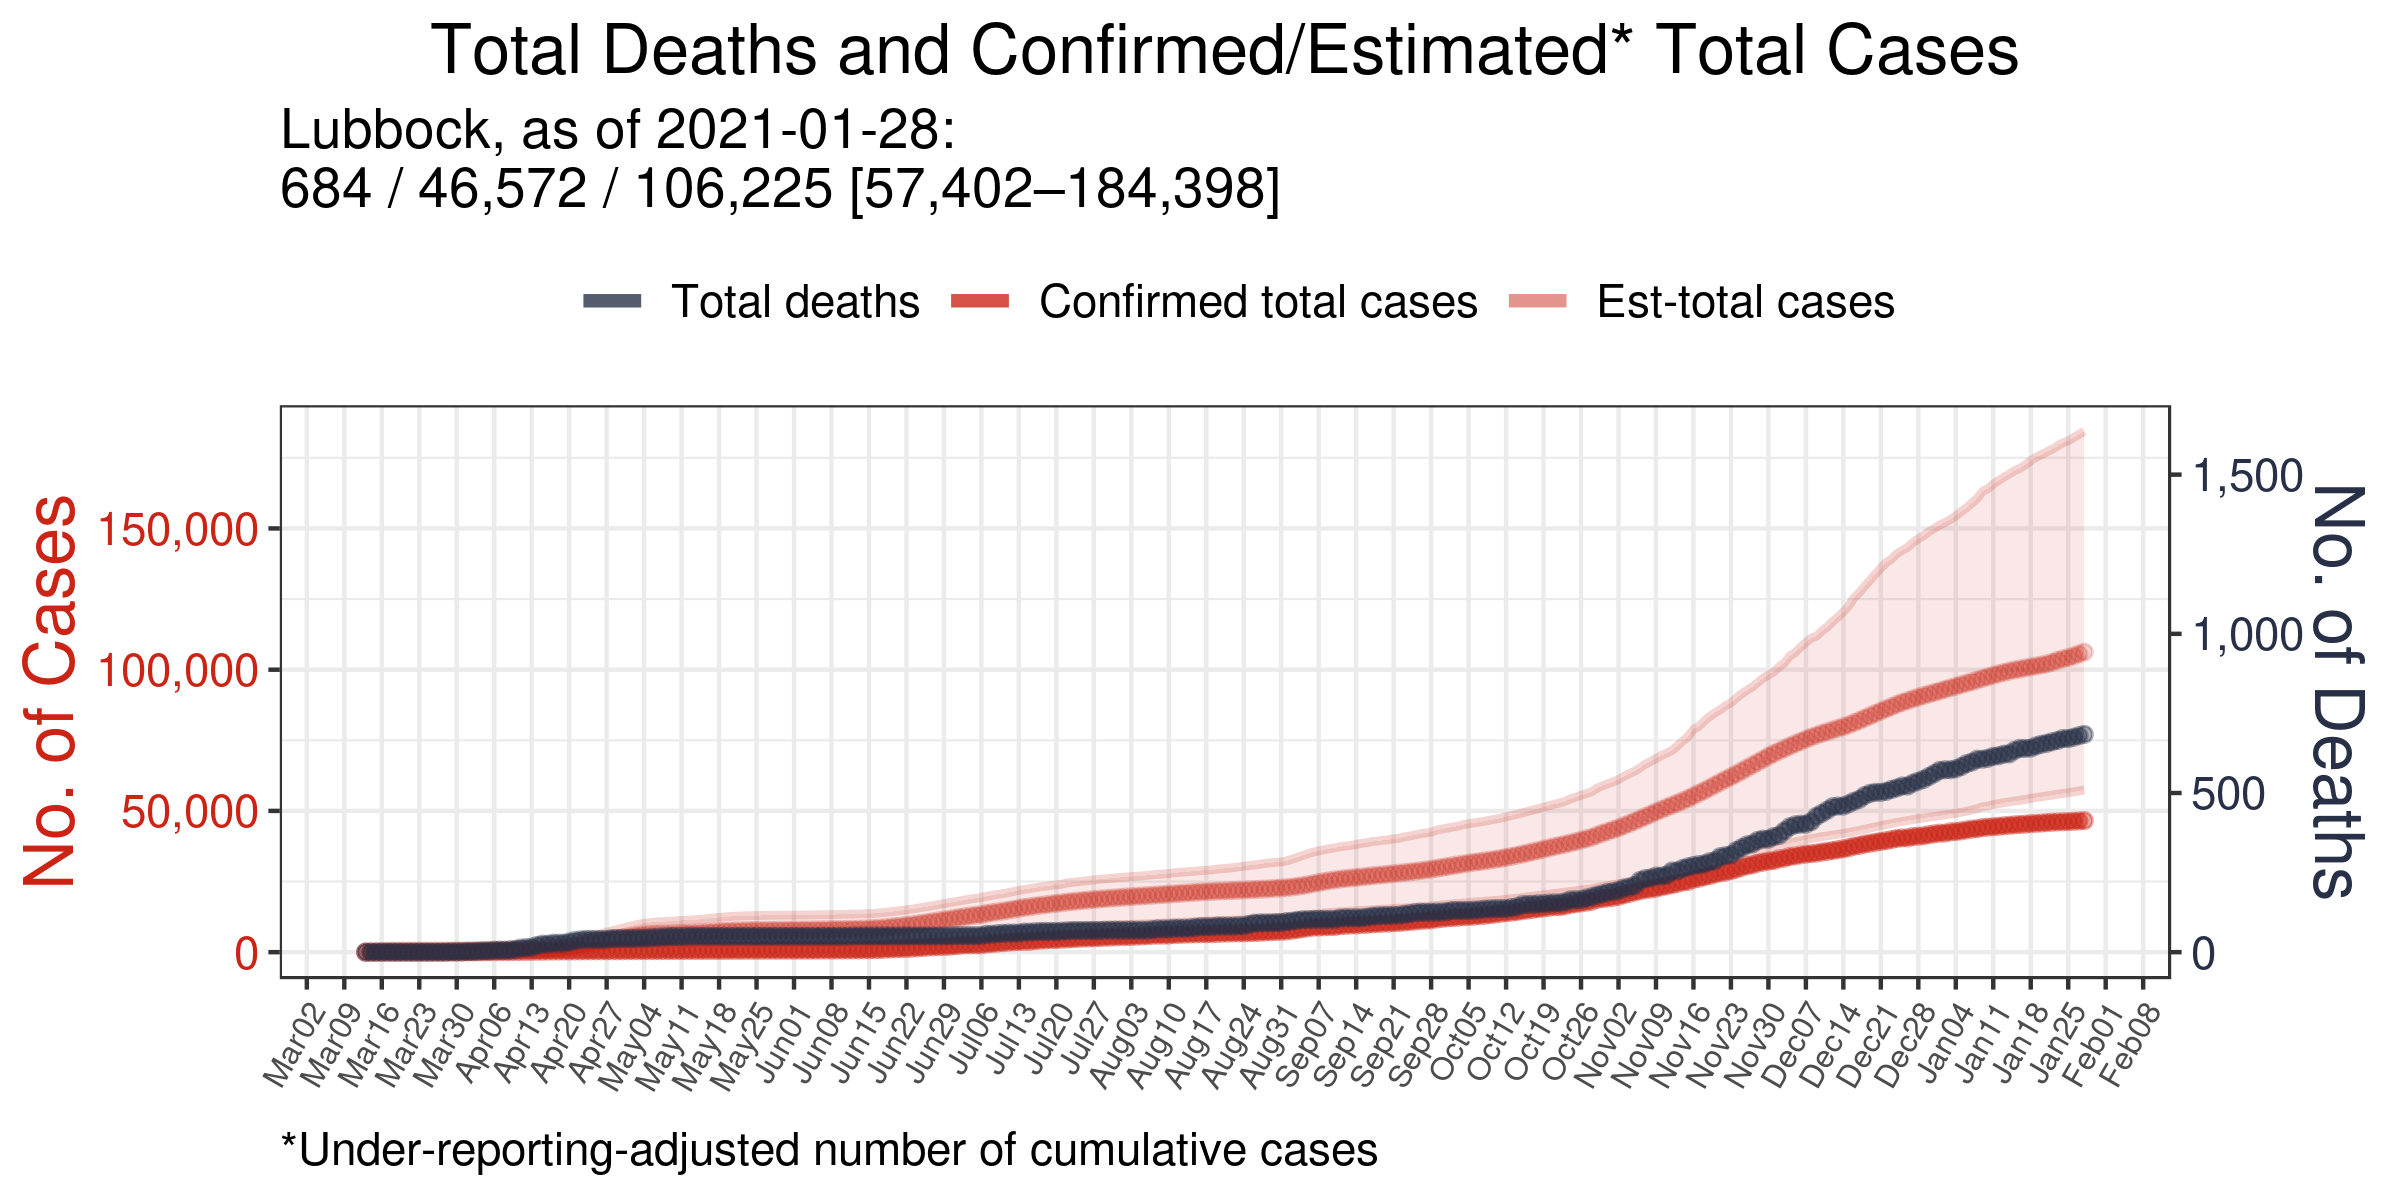 Total Deaths and Confirmed/Estimated* Total Cases
Lubbock, as of 2021-01-28:
684 / 46,572 / 106,225 [57,402–184,398]
Total deaths
Confirmed total cases
Est-total cases
No. of Cases
150,000
100,000
50,000
0
1,500
1,000
500
0
No. of Deaths
Mar02
Mar09
Mar16
Mar23
Mar30
Apr06
Apr13
Apr20
Apr27
May04
May11
May18
May25
Jun01
Jun08
Jun15
Jun22
Jun29
Jul06
Jul13
Jul20
Jul27
Aug03
Aug10
Aug17
Aug24
Aug31
Sep07
Sep14
Sep21
Sep28
Oct05
Oct12
Oct19
Oct26
Nov02
Nov09
Nov16
Nov23
Nov30
Dec07
Dec14
Dec21
Dec28
Jan04
Jan11
Jan18
Jan25
Feb01
Feb08
*Under-reporting-adjusted number of cumulative cases